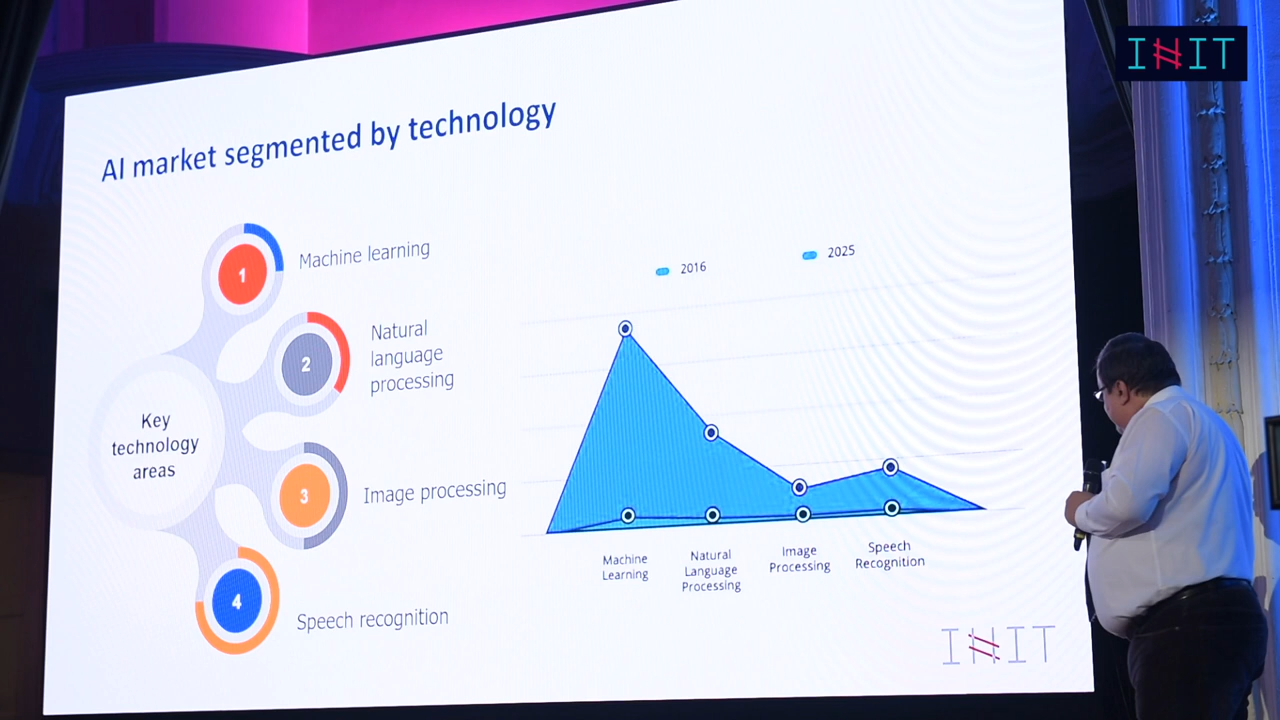 INIT
AI market segmented by technology
1
Machine learning
2
Natural
language
processing
Key
technology
areas
3
Image processing
4
Speech recognition
2016
2025
Machine
Learning
Natural
Language
Processing
Image
Processing
Speech
Recognition
INIT